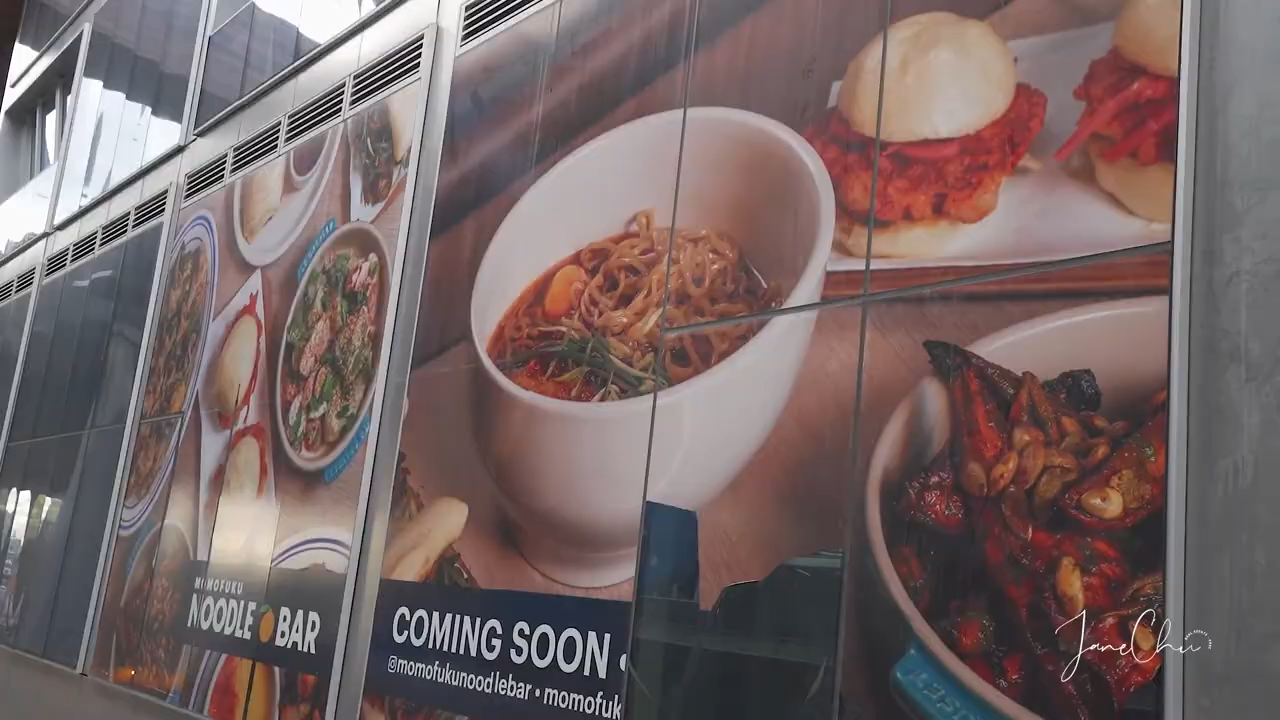 MOMOFUKU
NOODLE BAR
COMING SOON •
@momofukunoodlebar • momofuk
JaneChu